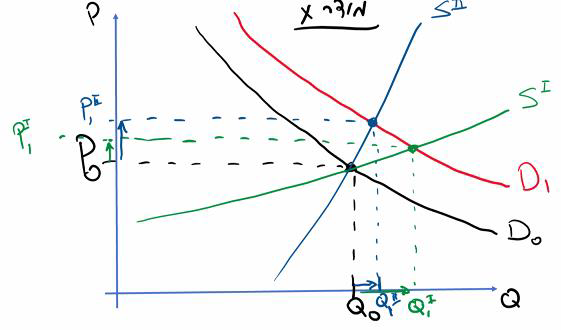 מוצר X
P
S^II
P₁^II
S^I
P₁^I
P₀
D₁
D₀
Q₀ Q₁^II Q₁^I Q